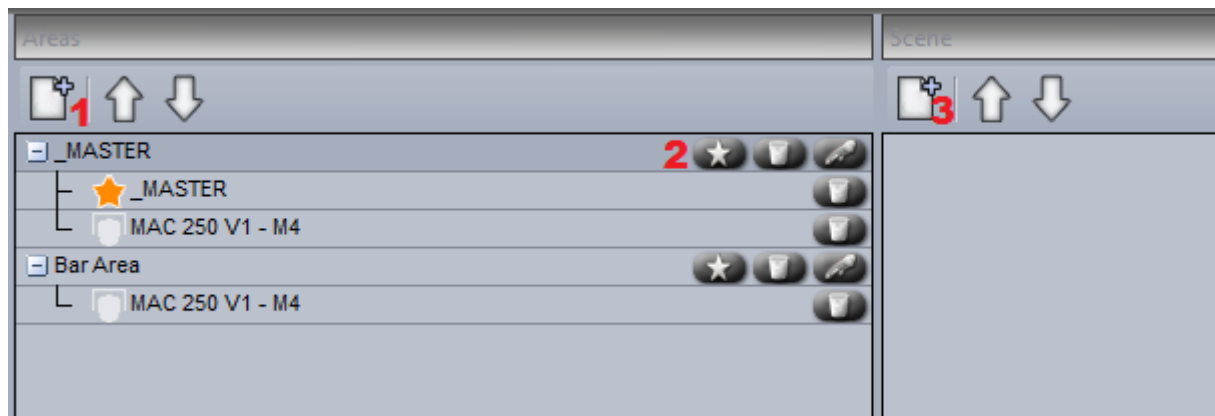 Areas
Scene
1
3
_MASTER
2
_MASTER
MAC 250 V1 - M4
Bar Area
MAC 250 V1 - M4